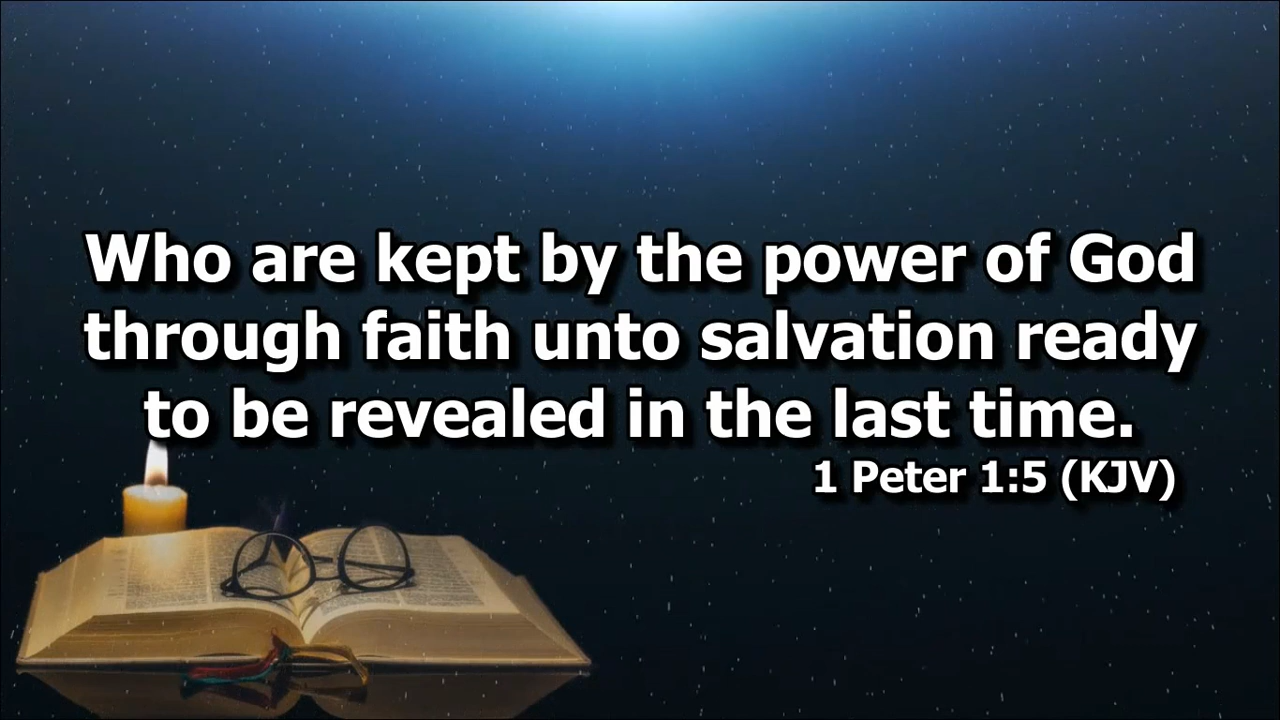 Who are kept by the power of God
through faith unto salvation ready
to be revealed in the last time.
1 Peter 1:5 (KJV)